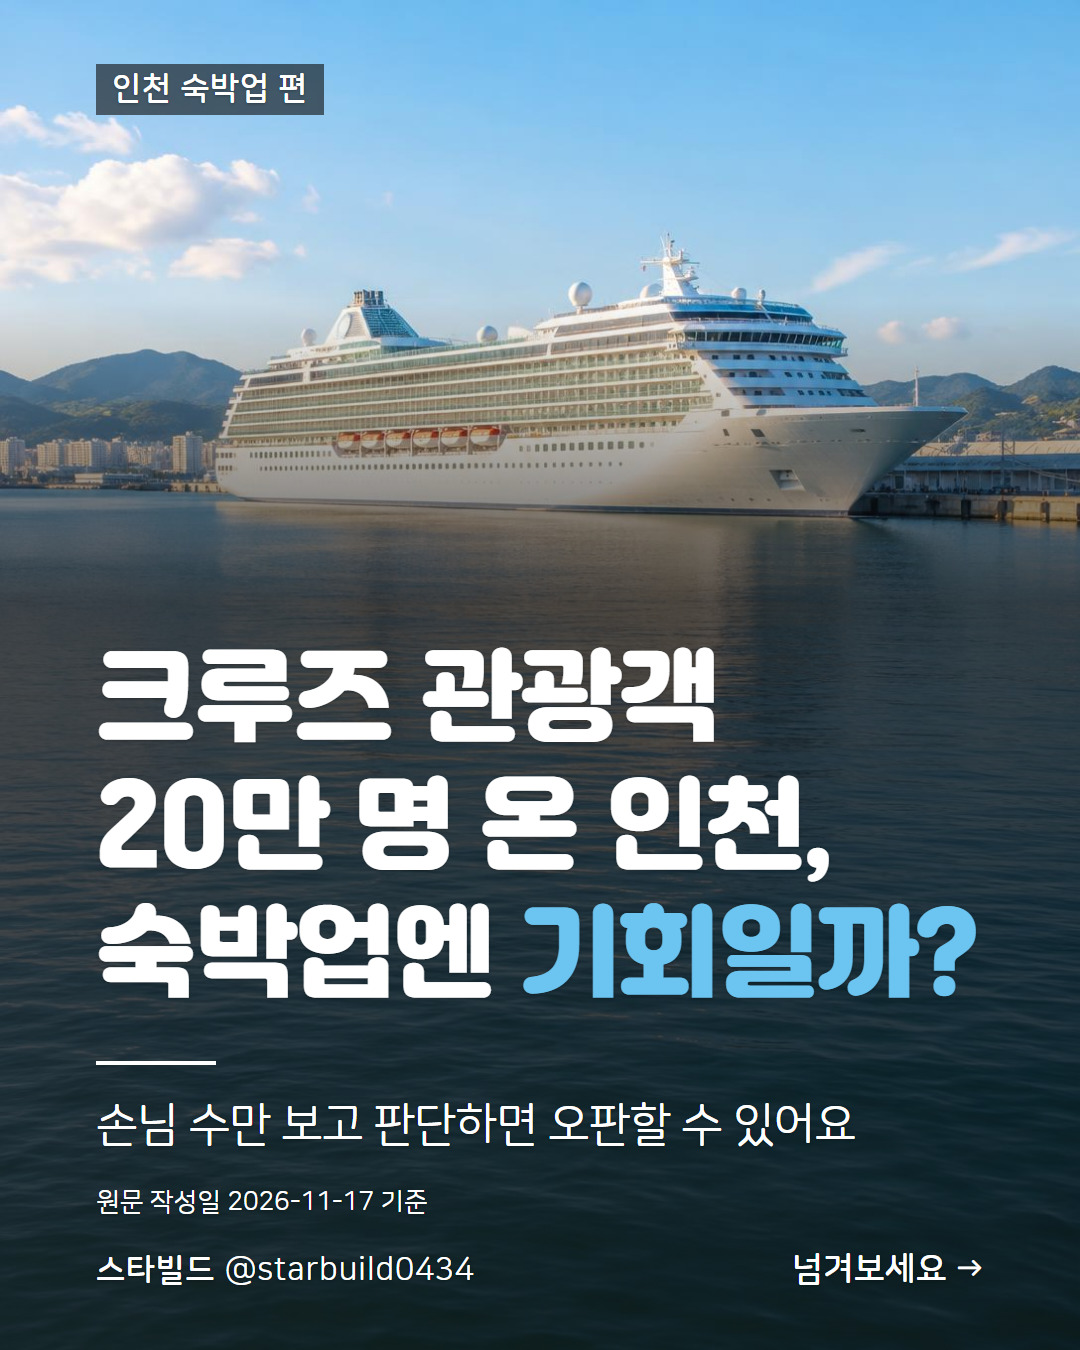 인천 숙박업 편
크루즈 관광객
20만 명 온 인천,
숙박업엔 기회일까?
손님 수만 보고 판단하면 오판할 수 있어요
원문 작성일 2026-11-17 기준
스타빌드 @starbuild0434
넘겨보세요 →